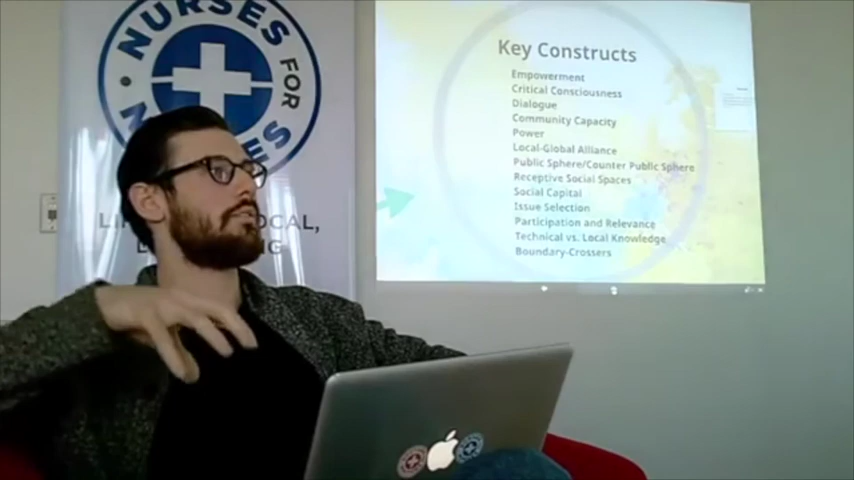 NURSES FOR
Key Constructs
Empowerment
Critical Consciousness
Dialogue
Community Capacity
Power
Local-Global Alliance
Public Sphere/Counter Public Sphere
Receptive Social Spaces
Social Capital
Issue Selection
Participation and Relevance
Technical vs. Local Knowledge
Boundary-Crossers